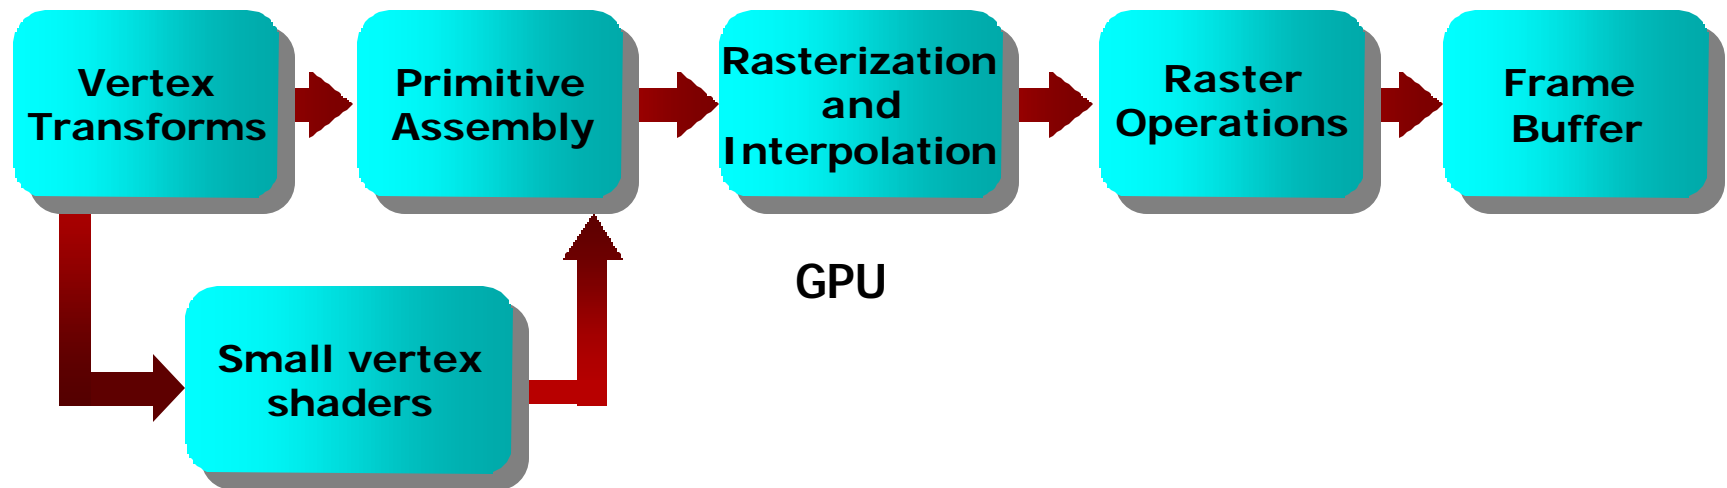 Vertex
Transforms
Primitive
Assembly
Rasterization
and
Interpolation
Raster
Operations
Frame
Buffer
GPU
Small vertex
shaders